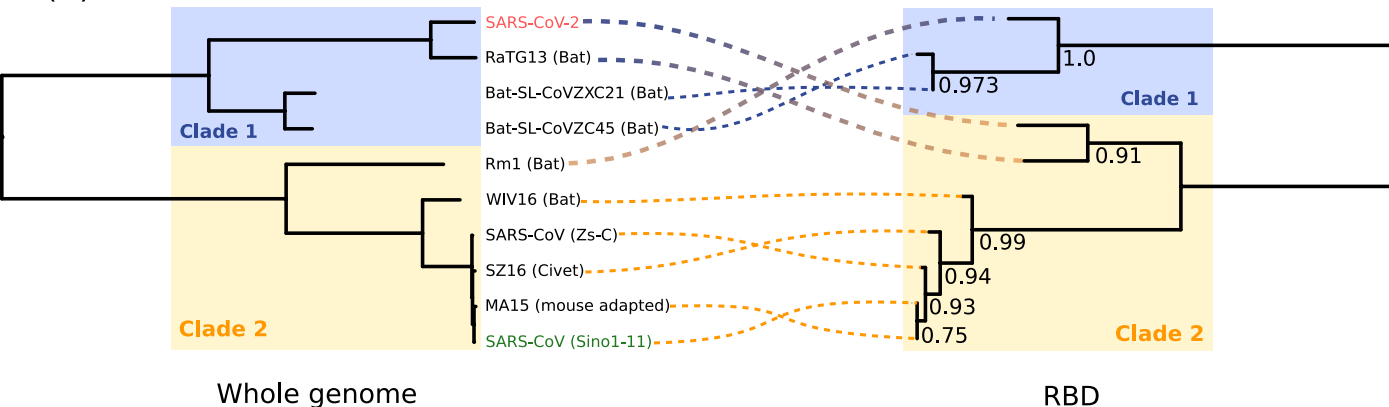 SARS-CoV-2
RaTG13 (Bat)
Bat-SL-CoVZXC21 (Bat)
Bat-SL-CoVZC45 (Bat)
Rm1 (Bat)
WIV16 (Bat)
SARS-CoV (Zs-C)
SZ16 (Civet)
MA15 (mouse adapted)
SARS-CoV (Sino1-11)
Clade 1
Clade 2
Whole genome
1.0
0.973
Clade 1
0.91
0.99
0.94
0.93
0.75
Clade 2
RBD